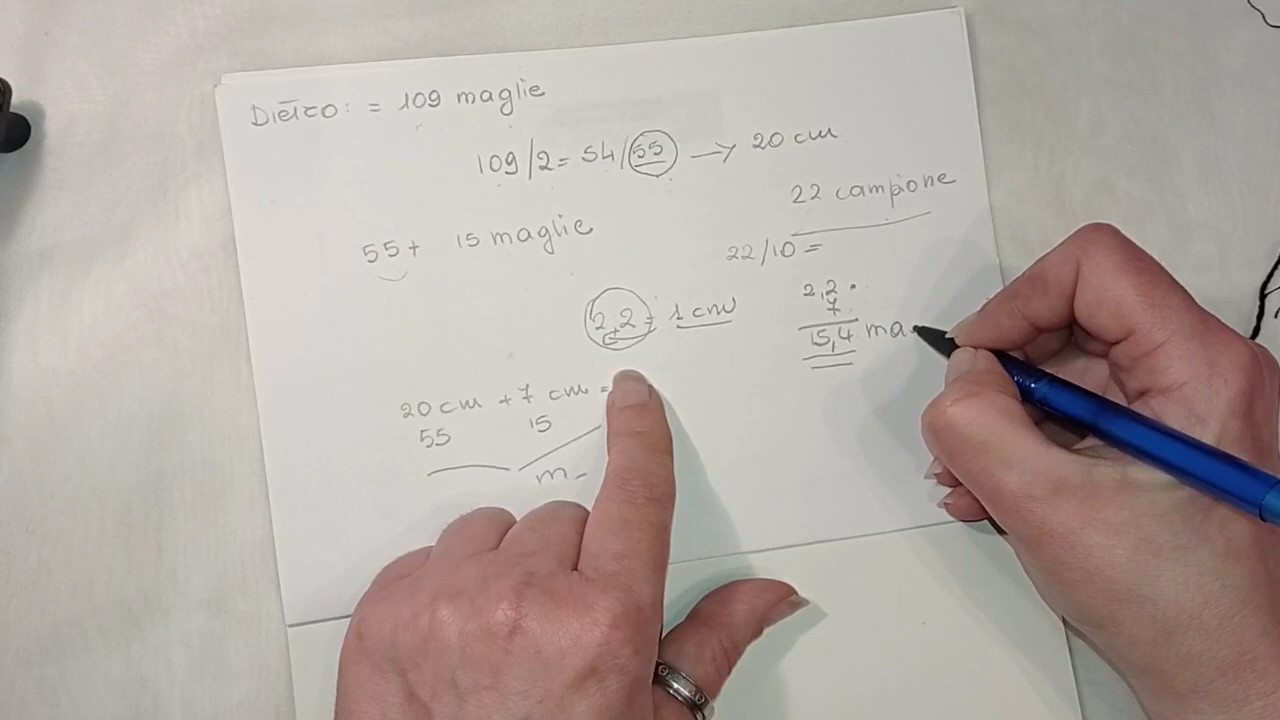 Dietro: = 109 maglie
109/2= 54/55 → 20 cm
22 campione
55+ 15 maglie
22/10 =
2,2 = 1 cm
2,2 ·
7
15,4 ma.
20 cm + 7 cm =
55 15
m-